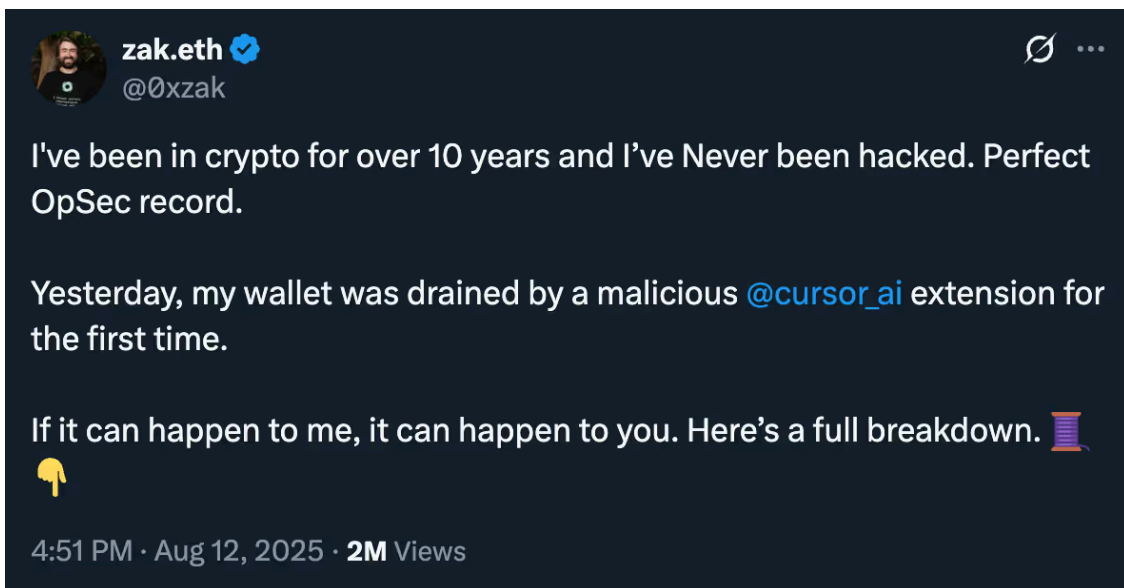 zak.eth
@0xzak
I've been in crypto for over 10 years and I’ve Never been hacked. Perfect
OpSec record.
Yesterday, my wallet was drained by a malicious @cursor_ai extension for
the first time.
If it can happen to me, it can happen to you. Here’s a full breakdown. 🧵
👇
4:51 PM · Aug 12, 2025 · 2M Views